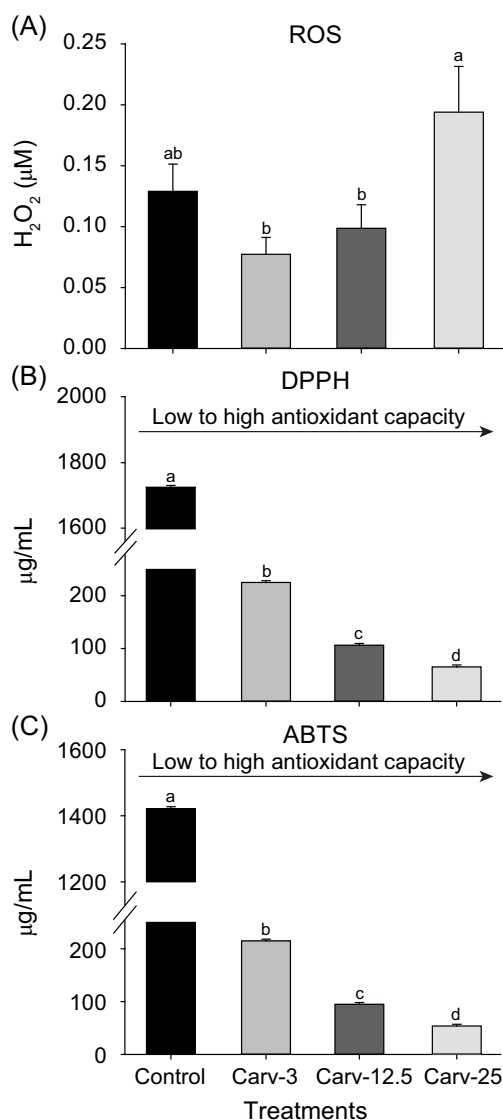 (A)
ROS
H₂O₂ (μM)
0.25
0.20
0.15
0.10
0.05
0.00
ab
b
b
a
(B)
DPPH
Low to high antioxidant capacity
μg/mL
2000
1800
1600
200
100
0
a
b
c
d
(C)
ABTS
Low to high antioxidant capacity
μg/mL
1600
1400
1200
200
100
0
a
b
c
d
Control Carv-3 Carv-12.5 Carv-25
Treatments